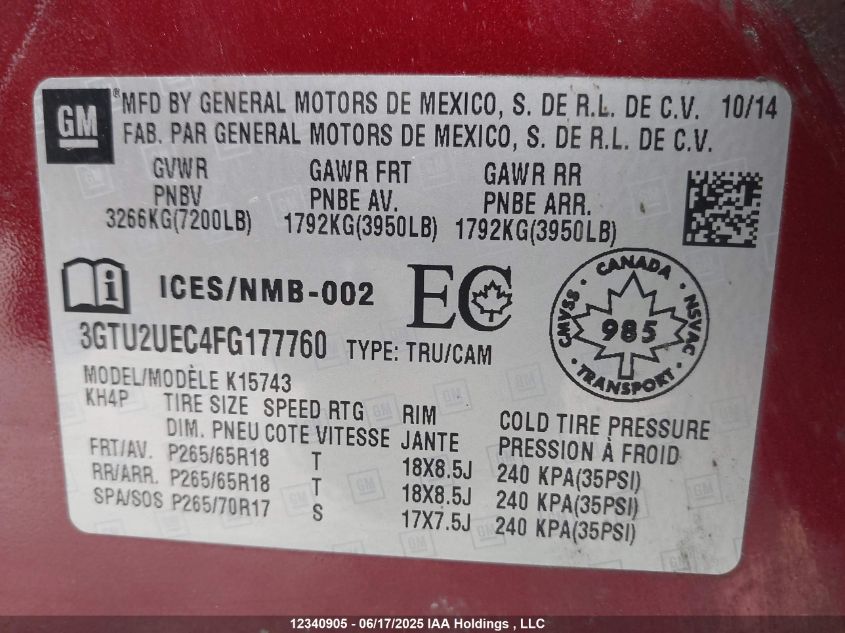 GM ® MFD BY GENERAL MOTORS DE MEXICO, S. DE R.L. DE C.V. 10/14
FAB. PAR GENERAL MOTORS DE MEXICO, S. DE R.L. DE C.V.
GVWR GAWR FRT GAWR RR
PNBV PNBE AV. PNBE ARR.
3266KG(7200LB) 1792KG(3950LB) 1792KG(3950LB)
i ICES/NMB-002 EC
CANADA
CMVSS 985 NSVAC
TRANSPORT
3GTU2UEC4FG177760 TYPE: TRU/CAM
MODEL/MODÈLE K15743
KH4P TIRE SIZE SPEED RTG RIM COLD TIRE PRESSURE
DIM. PNEU COTE VITESSE JANTE PRESSION À FROID
FRT/AV. P265/65R18 T 18X8.5J 240 KPA(35PSI)
RR/ARR. P265/65R18 T 18X8.5J 240 KPA(35PSI)
SPA/SOS P265/70R17 S 17X7.5J 240 KPA(35PSI)
12340905 - 06/17/2025 IAA Holdings , LLC